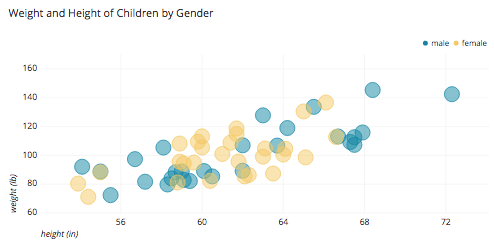 Weight and Height of Children by Gender
male female
160
140
120
100
80
60
weight (lb)
56 60 64 68 72
height (in)